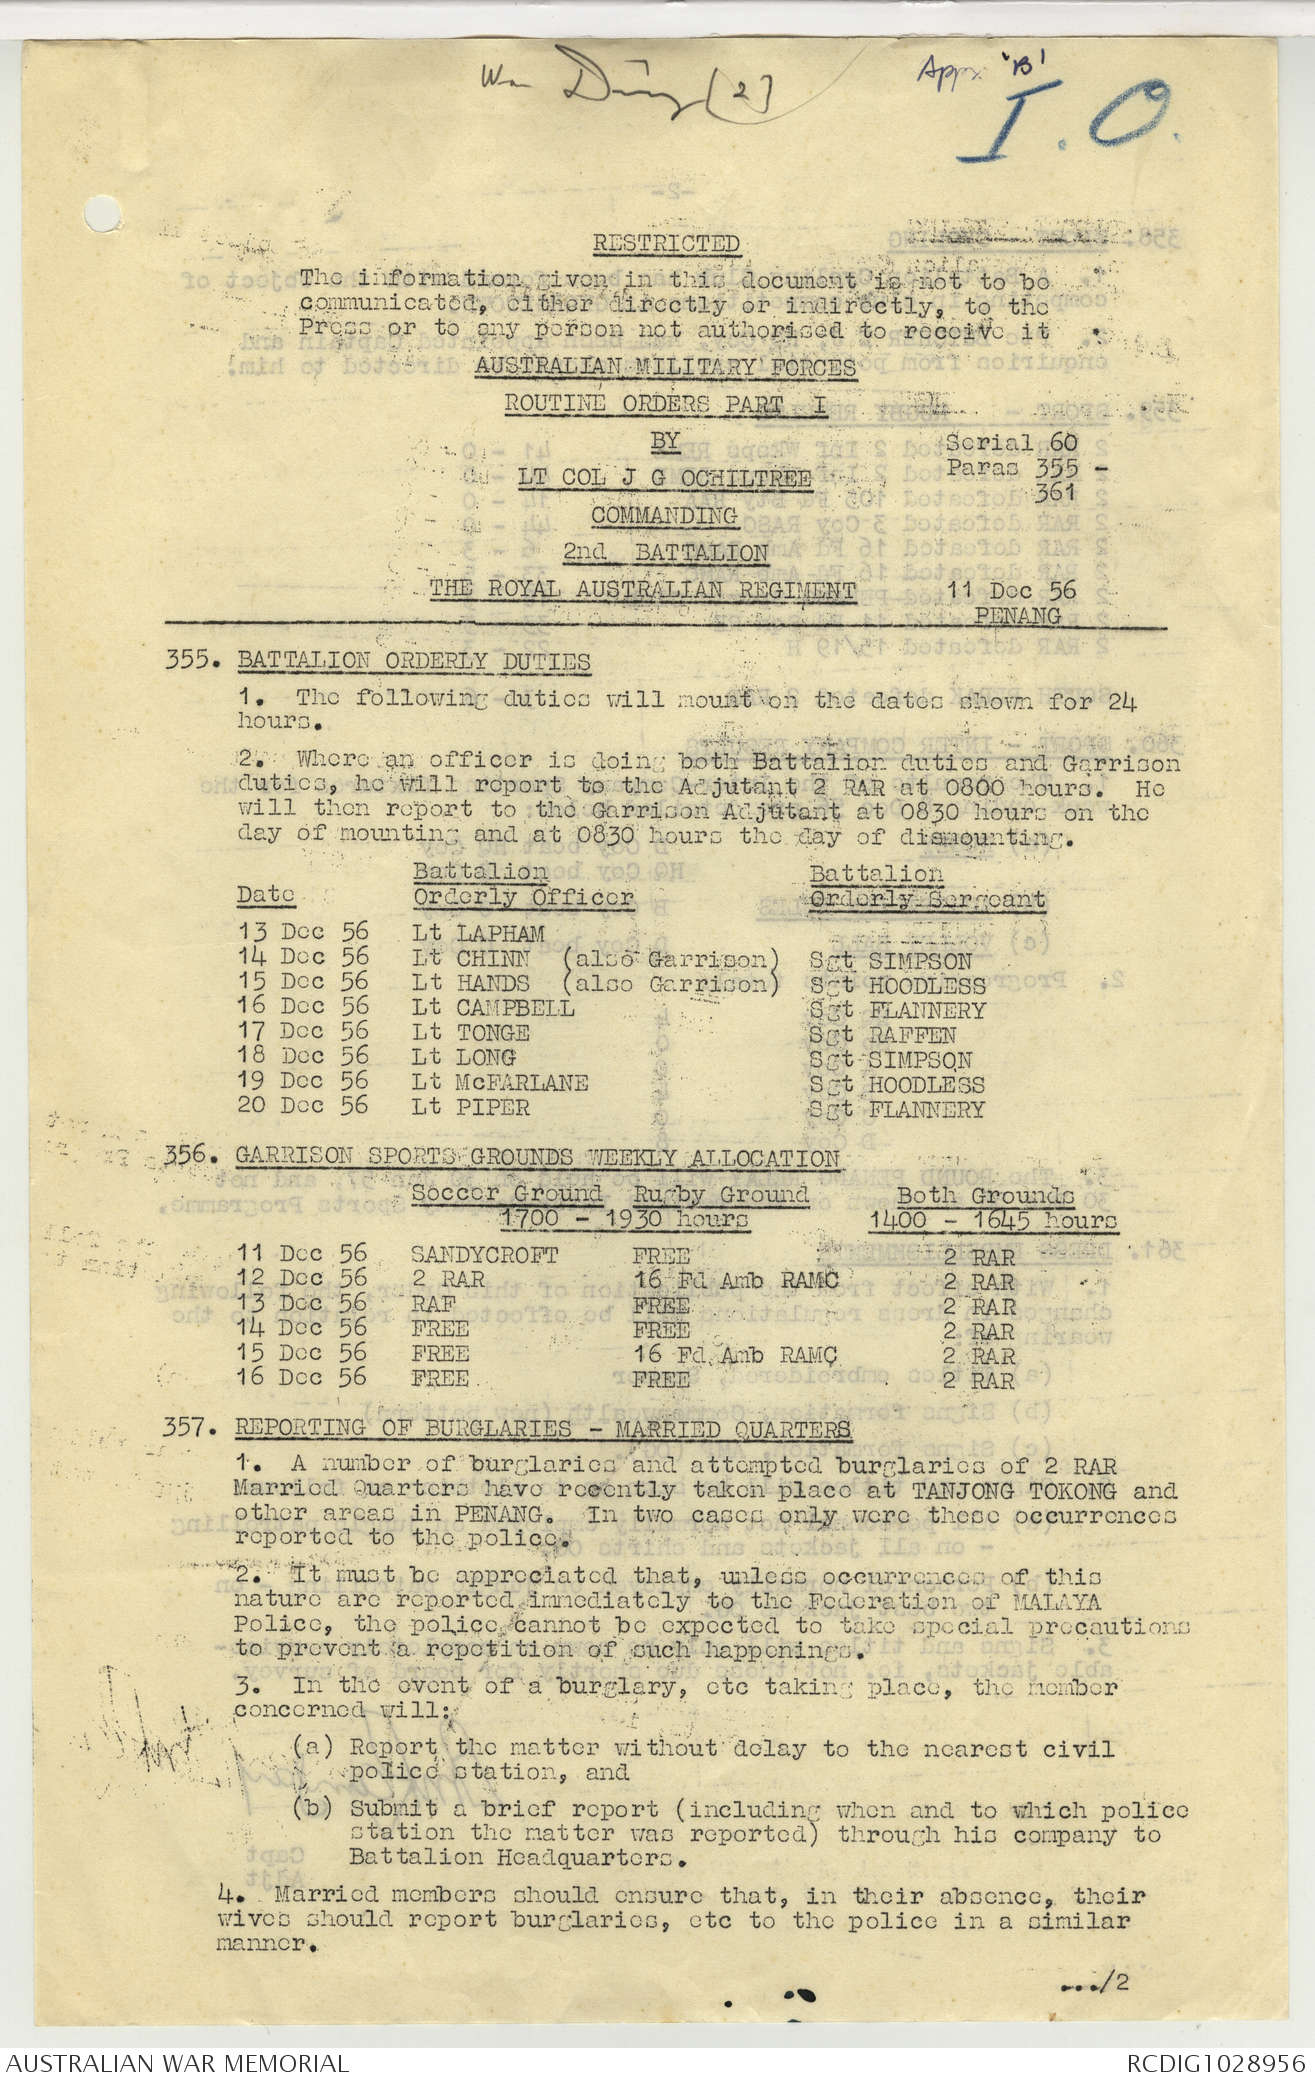 War Diary (2)
Appx 'B'
I.O.
RESTRICTED
The information given in this document is not to be
communicated, either directly or indirectly, to the
Press or to any person not authorised to receive it
AUSTRALIAN MILITARY FORCES
ROUTINE ORDERS PART I
BY
Serial 60
LT COL J G OCHILTREE
Paras 355 -
361
COMMANDING
2nd BATTALION
THE ROYAL AUSTRALIAN REGIMENT
11 Dec 56
PENANG
355. BATTALION ORDERLY DUTIES
1. The following duties will mount on the dates shown for 24
hours.
2. Where an officer is doing both Battalion duties and Garrison
duties, he will report to the Adjutant 2 RAR at 0800 hours. He
will then report to the Garrison Adjutant at 0830 hours on the
day of mounting and at 0830 hours the day of dismounting.
Battalion Battalion
Date Orderly Officer Orderly Sergeant
13 Dec 56 Lt LAPHAM
14 Dec 56 Lt CHINN (also Garrison) Sgt SIMPSON
15 Dec 56 Lt HANDS (also Garrison) Sgt HOODLESS
16 Dec 56 Lt CAMPBELL Sgt FLANNERY
17 Dec 56 Lt TONGE Sgt RAFFEN
18 Dec 56 Lt LONG Sgt SIMPSON
19 Dec 56 Lt McFARLANE Sgt HOODLESS
20 Dec 56 Lt PIPER Sgt FLANNERY
356. GARRISON SPORTS GROUNDS WEEKLY ALLOCATION
Soccer Ground Rugby Ground Both Grounds
1700 - 1930 hours 1400 - 1645 hours
11 Dec 56 SANDYCROFT FREE 2 RAR
12 Dec 56 2 RAR 16 Fd Amb RAMC 2 RAR
13 Dec 56 RAF FREE 2 RAR
14 Dec 56 FREE FREE 2 RAR
15 Dec 56 FREE 16 Fd Amb RAMC 2 RAR
16 Dec 56 FREE FREE 2 RAR
357. REPORTING OF BURGLARIES - MARRIED QUARTERS
1. A number of burglaries and attempted burglaries of 2 RAR
Married Quarters have recently taken place at TANJONG TOKONG and
other areas in PENANG. In two cases only were these occurrences
reported to the police.
2. It must be appreciated that, unless occurrences of this
nature are reported immediately to the Federation of MALAYA
Police, the police cannot be expected to take special precautions
to prevent a repetition of such happenings.
3. In the event of a burglary, etc taking place, the member
concerned will:
(a) Report the matter without delay to the nearest civil
police station, and
(b) Submit a brief report (including when and to which police
station the matter was reported) through his company to
Battalion Headquarters.
4. Married members should ensure that, in their absence, their
wives should report burglaries, etc to the police in a similar
manner.
.../2
AUSTRALIAN WAR MEMORIAL
RCDIG1028956